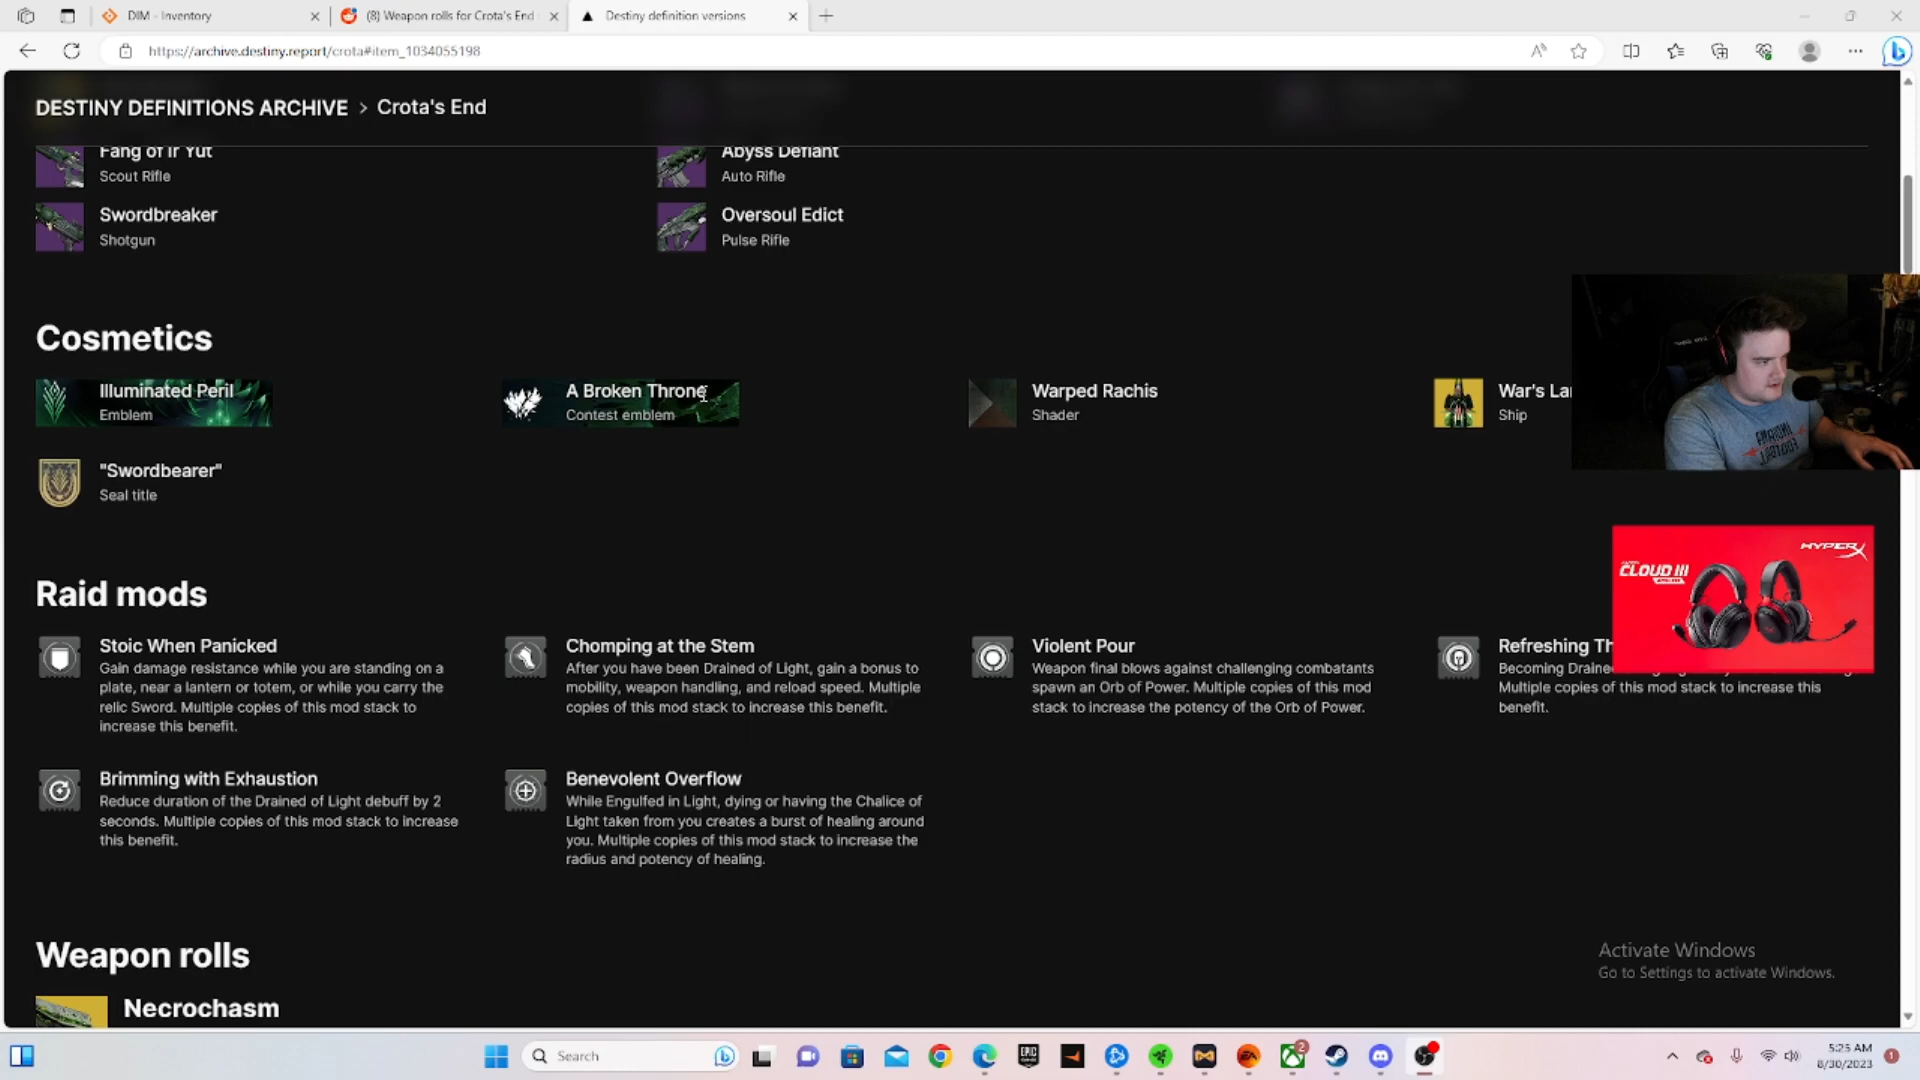 DIM - Inventory
(8) Weapon rolls for Crota's End
Destiny definition versions
https://archive.destiny.report/crota#item_1034055198
DESTINY DEFINITIONS ARCHIVE > Crota's End
Fang of Ir Yut
Scout Rifle
Abyss Defiant
Auto Rifle
Swordbreaker
Shotgun
Oversoul Edict
Pulse Rifle
Cosmetics
Illuminated Peril
Emblem
A Broken Throne
Contest emblem
Warped Rachis
Shader
War's
Ship
"Swordbearer"
Seal title
Raid mods
Stoic When Panicked
Gain damage resistance while you are standing on a
plate, near a lantern or totem, or while you carry the
relic Sword. Multiple copies of this mod stack to
increase this benefit.
Chomping at the Stem
After you have been Drained of Light, gain a bonus to
mobility, weapon handling, and reload speed. Multiple
copies of this mod stack to increase this benefit.
Violent Pour
Weapon final blows against challenging combatants
spawn an Orb of Power. Multiple copies of this mod
stack to increase the potency of the Orb of Power.
Refreshing
Becoming
Multiple copies of this mod stack to increase this
benefit.
Brimming with Exhaustion
Reduce duration of the Drained of Light debuff by 2
seconds. Multiple copies of this mod stack to increase
this benefit.
Benevolent Overflow
While Engulfed in Light, dying or having the Chalice of
Light taken from you creates a burst of healing around
you. Multiple copies of this mod stack to increase the
radius and potency of healing.
HYPERX
CLOUD III
Weapon rolls
Necrochasm
Activate Windows
Go to Settings to activate Windows.
Search
EPIC
GAMES
2
5:25 AM
8/30/2023
1